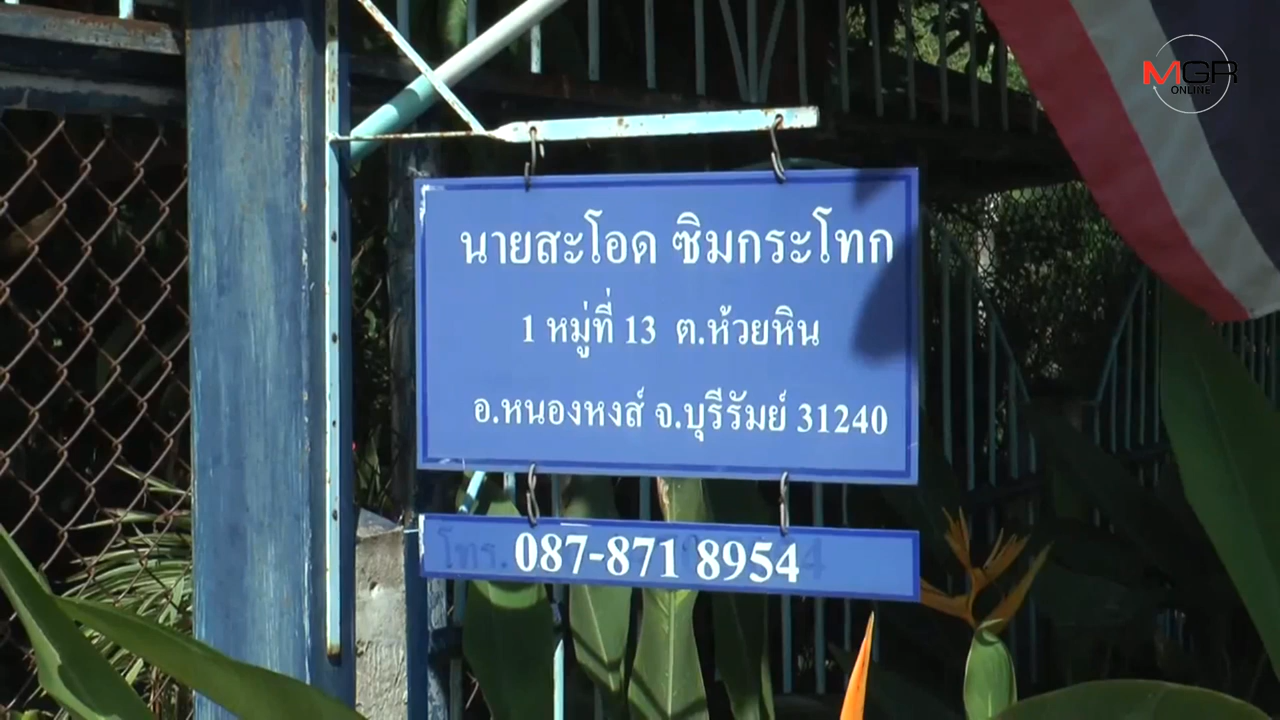 MGR
ONLINE
นายสะโอด ซิมกระโทก
1 หมู่ที่ 13 ต.ห้วยหิน
อ.หนองหงส์ จ.บุรีรัมย์ 31240
โทร. 087-871 8954